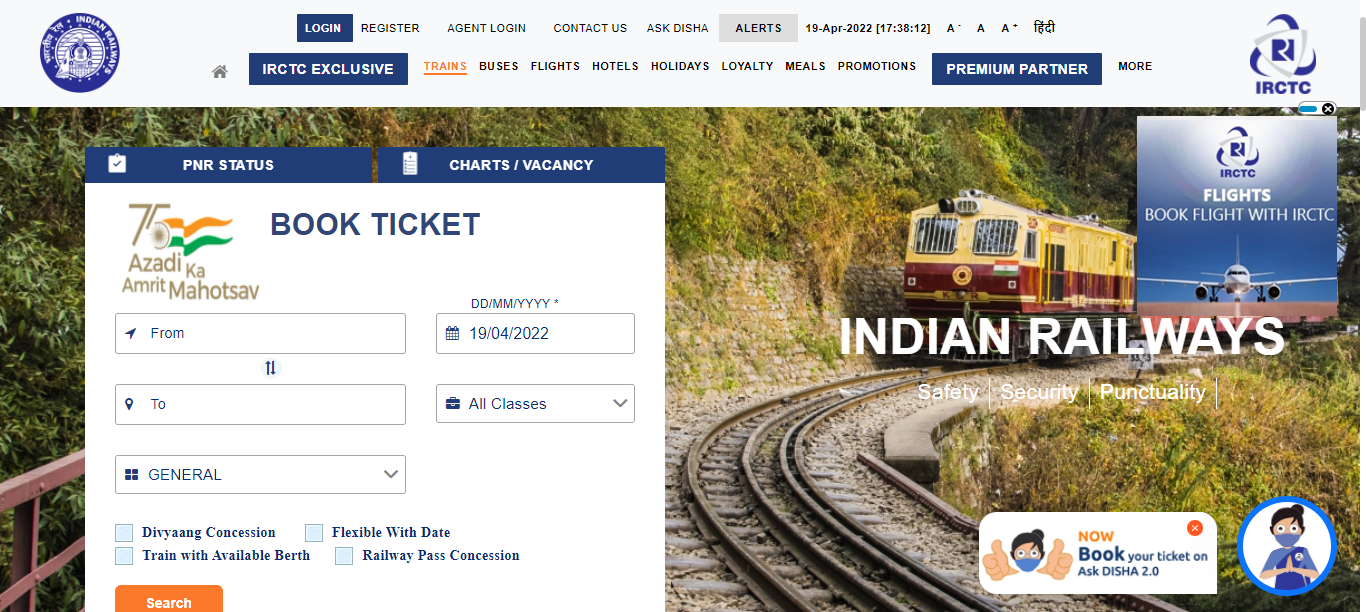 INDIAN RAILWAYS
भारतीय रेल
LOGIN REGISTER AGENT LOGIN CONTACT US ASK DISHA ALERTS 19-Apr-2022 [17:38:12] A - A A + हिंदी
IRCTC EXCLUSIVE TRAINS BUSES FLIGHTS HOTELS HOLIDAYS LOYALTY MEALS PROMOTIONS PREMIUM PARTNER MORE
IRCTC
PNR STATUS CHARTS / VACANCY
75
Azadi Ka
Amrit Mahotsav
BOOK TICKET
DD/MM/YYYY *
From 19/04/2022
To All Classes
GENERAL
Divyaang Concession Flexible With Date
Train with Available Berth Railway Pass Concession
Search
IRCTC
FLIGHTS
BOOK FLIGHT WITH IRCTC
INDIAN RAILWAYS
Safety Security Punctuality
NOW
Book your ticket on
Ask DISHA 2.0